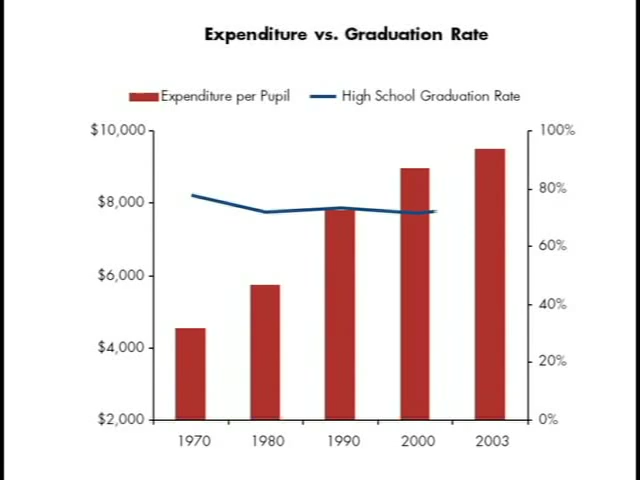 Expenditure vs. Graduation Rate
Expenditure per Pupil High School Graduation Rate
$10,000 100%
$8,000 80%
$6,000 60%
$4,000 40%
20%
$2,000 0%
1970 1980 1990 2000 2003